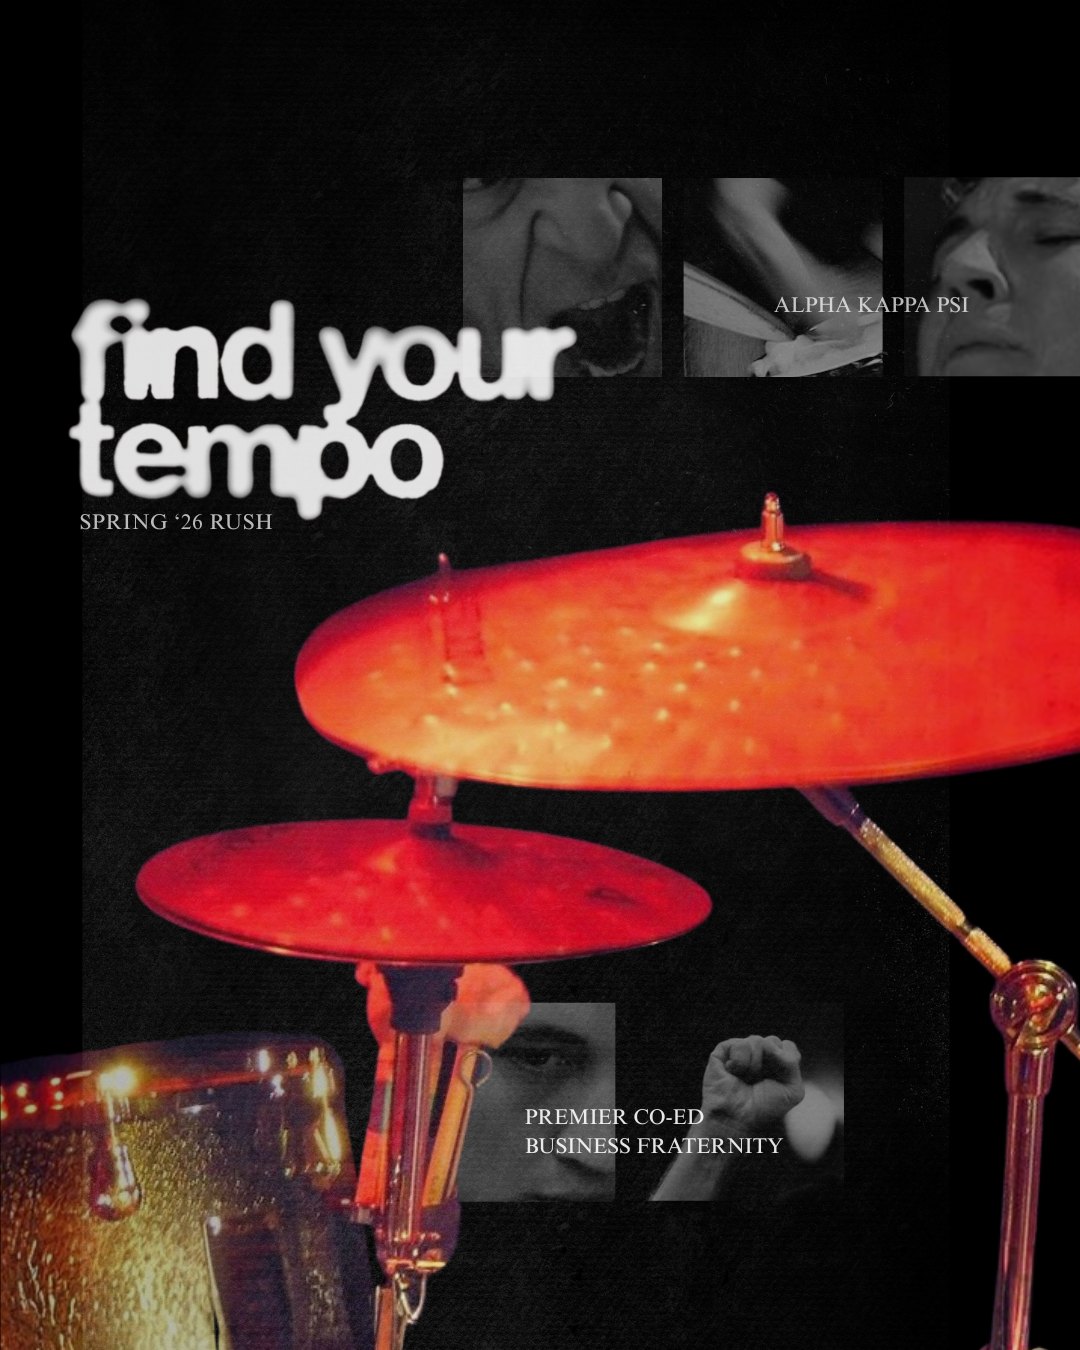 ALPHA KAPPA PSI
find your
tempo
SPRING ‘26 RUSH
PREMIER CO-ED
BUSINESS FRATERNITY